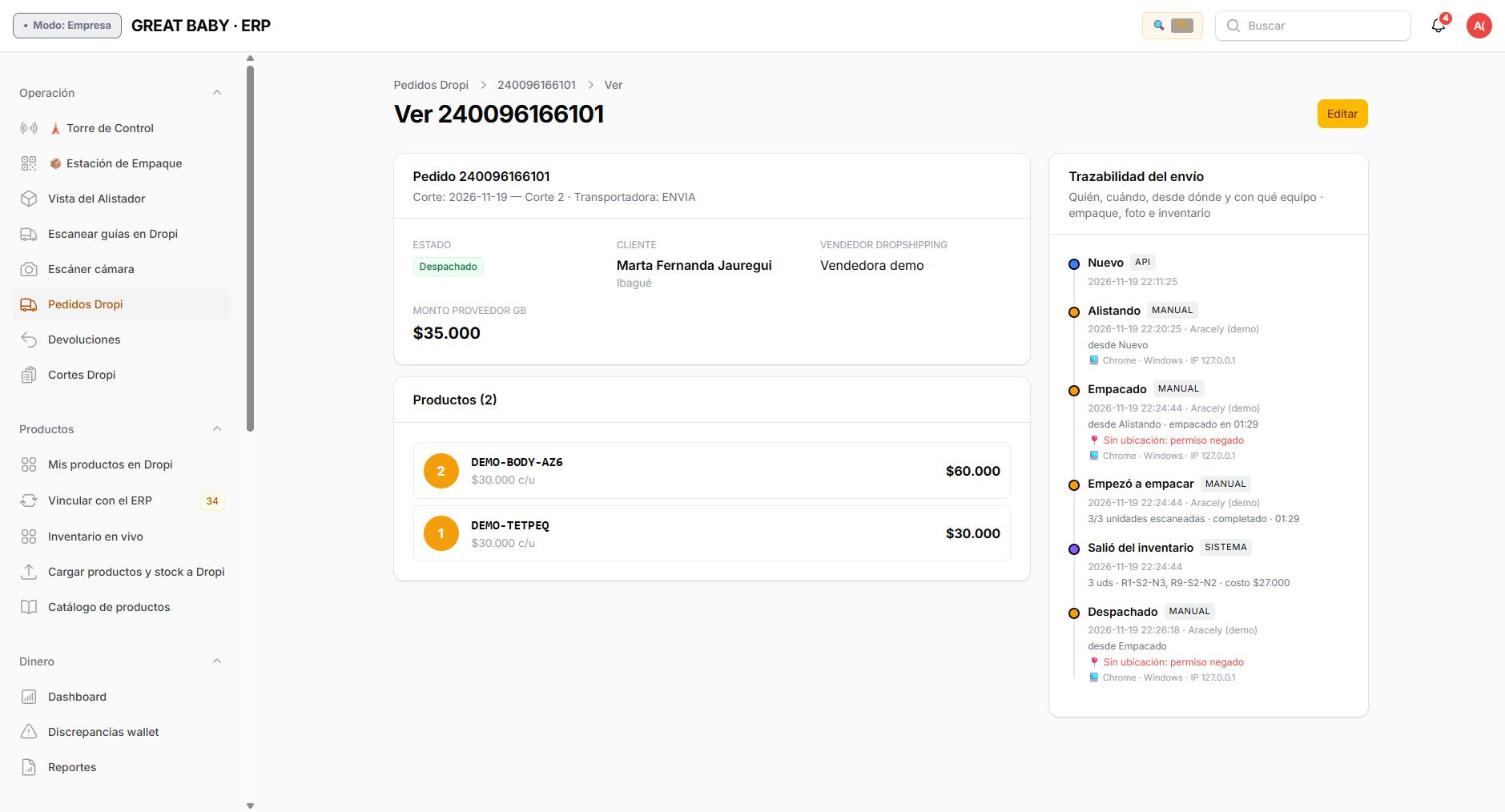 • Modo: Empresa
GREAT BABY · ERP
Buscar
4
A(
Operación
Torre de Control
Estación de Empaque
Vista del Alistador
Escanear guías en Dropi
Escáner cámara
Pedidos Dropi
Devoluciones
Cortes Dropi
Productos
Mis productos en Dropi
Vincular con el ERP
34
Inventario en vivo
Cargar productos y stock a Dropi
Catálogo de productos
Dinero
Dashboard
Discrepancias wallet
Reportes
Pedidos Dropi > 240096166101 > Ver
Ver 240096166101
Editar
Pedido 240096166101
Corte: 2026-11-19 — Corte 2 · Transportadora: ENVIA
ESTADO
Despachado
CLIENTE
Marta Fernanda Jauregui
Ibagué
VENDEDOR DROPSHIPPING
Vendedora demo
MONTO PROVEEDOR GB
$35.000
Productos (2)
2
DEMO-BODY-AZ6
$30.000 c/u
$60.000
1
DEMO-TETPEQ
$30.000 c/u
$30.000
Trazabilidad del envío
Quién, cuándo, desde dónde y con qué equipo ·
empaque, foto e inventario
Nuevo API
2026-11-19 22:11:25
Alistando MANUAL
2026-11-19 22:20:25 · Aracely (demo)
desde Nuevo
Chrome · Windows · IP 127.0.0.1
Empacado MANUAL
2026-11-19 22:24:44 · Aracely (demo)
desde Alistando · empacado en 01:29
Sin ubicación: permiso negado
Chrome · Windows · IP 127.0.0.1
Empezó a empacar MANUAL
2026-11-19 22:24:44 · Aracely (demo)
3/3 unidades escaneadas · completado · 01:29
Salió del inventario SISTEMA
2026-11-19 22:24:44
3 uds · R1-S2-N3, R9-S2-N2 · costo $27.000
Despachado MANUAL
2026-11-19 22:26:18 · Aracely (demo)
desde Empacado
Sin ubicación: permiso negado
Chrome · Windows · IP 127.0.0.1